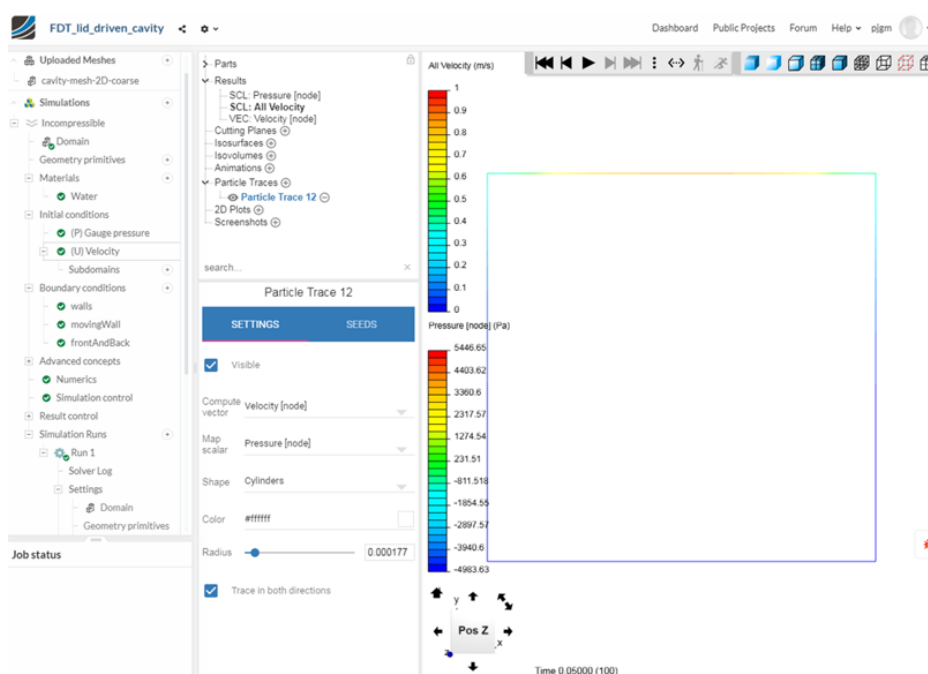 FDT_lid_driven_cavity
Dashboard Public Projects Forum Help pjgm
Uploaded Meshes
cavity-mesh-2D-coarse
Simulations
Incompressible
Domain
Geometry primitives
Materials
Water
Initial conditions
(P) Gauge pressure
(U) Velocity
Subdomains
Boundary conditions
walls
movingWall
frontAndBack
Advanced concepts
Numerics
Simulation control
Result control
Simulation Runs
Run 1
Solver Log
Settings
Domain
Geometry primitives
Job status
Parts
Results
SCL: Pressure [node]
SCL: All Velocity
VEC: Velocity [node]
Cutting Planes
Isosurfaces
Isovolumes
Animations
Particle Traces
Particle Trace 12
2D Plots
Screenshots
search...
Particle Trace 12
SETTINGS SEEDS
Visible
Compute vector Velocity [node]
Map scalar Pressure [node]
Shape Cylinders
Color #ffffff
Radius 0.000177
Trace in both directions
All Velocity (m/s)
1
0.9
0.8
0.7
0.6
0.5
0.4
0.3
0.2
0.1
0
Pressure [node] (Pa)
5446.65
4403.62
3360.6
2317.57
1274.54
231.51
-811.518
-1854.55
-2897.57
-3940.6
-4983.63
y
Pos Z
x
z
Time 0.05000 (100)